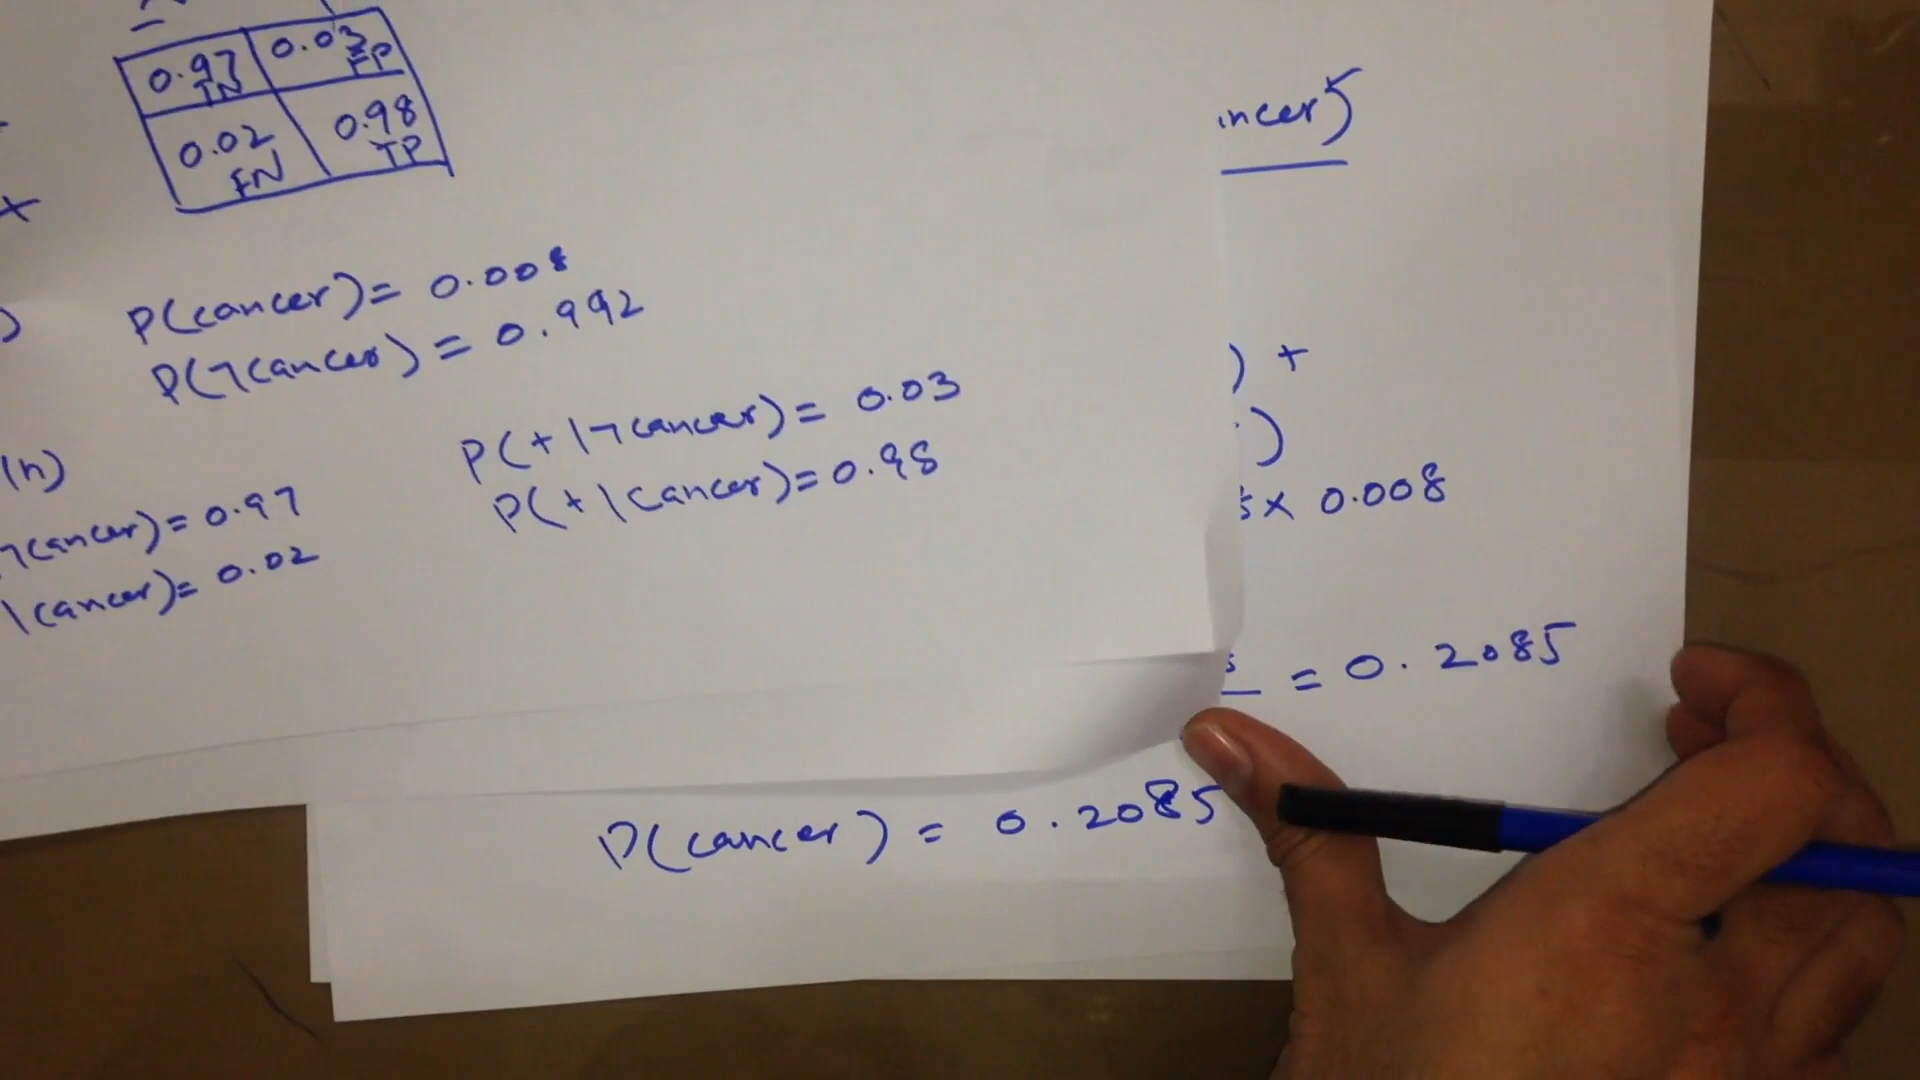 0.97 0.03
TN FP
0.02 0.98
FN TP
P(cancer)= 0.008
P(¬cancer) = 0.992
P(+|¬cancer)= 0.03
P(+|cancer)= 0.98
(n)
¬cancer)= 0.97
|cancer)= 0.02
) +
)
x 0.008
= 0.2085
P(cancer) = 0.2085